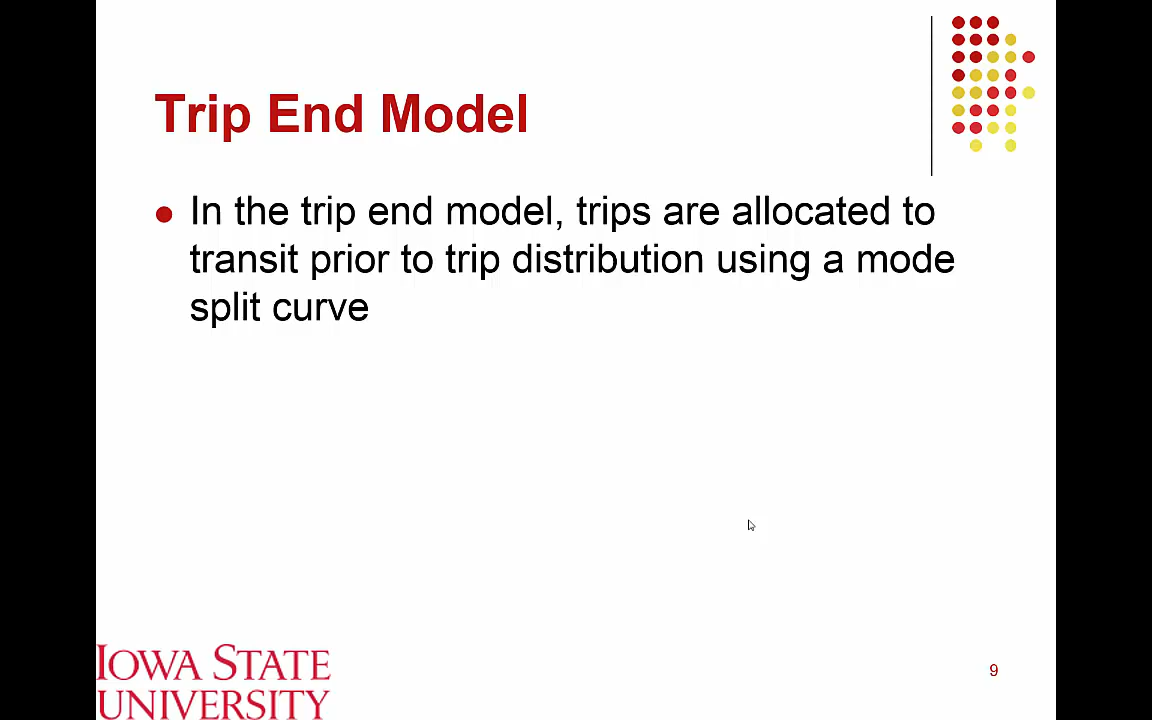 Trip End Model
In the trip end model, trips are allocated to
transit prior to trip distribution using a mode
split curve
IOWA STATE
UNIVERSITY
9